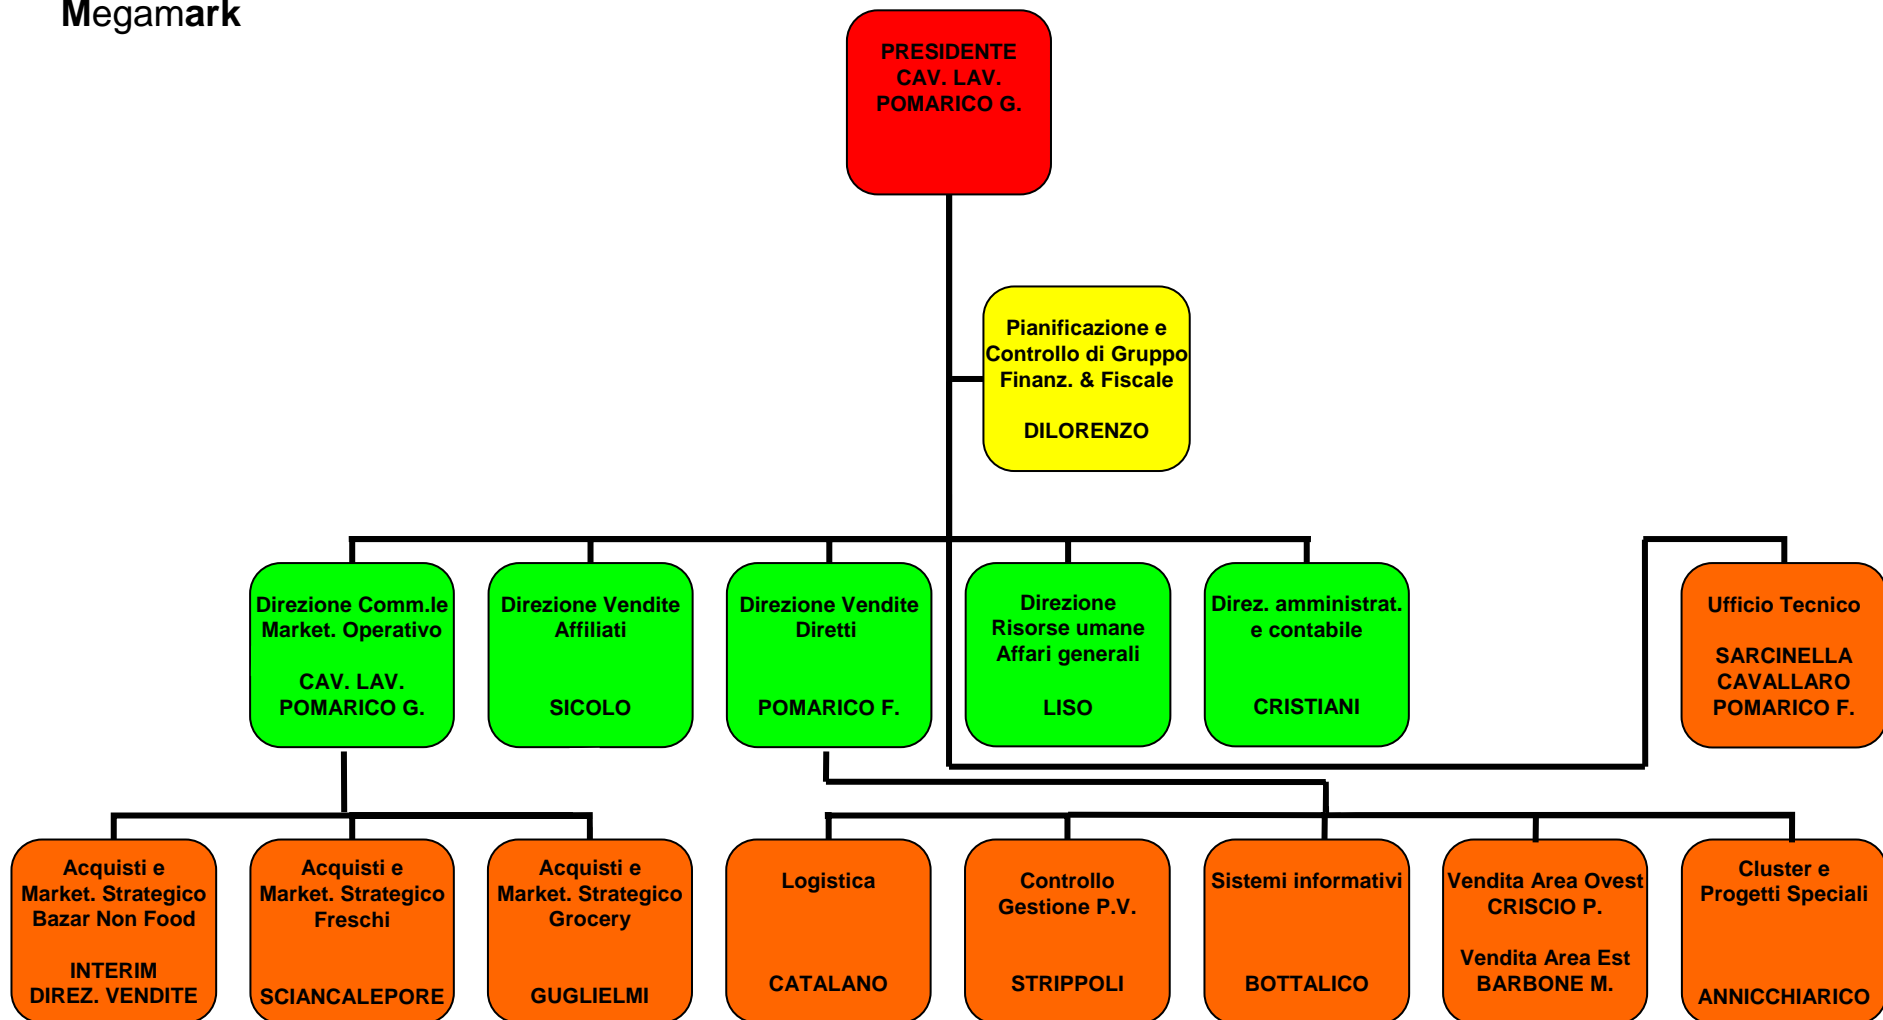 Megamark
PRESIDENTE
CAV. LAV.
POMARICO G.
Pianificazione e
Controllo di Gruppo
Finanz. & Fiscale
DILORENZO
Direzione Comm.le
Market. Operativo
CAV. LAV.
POMARICO G.
Direzione Vendite
Affiliati
SICOLO
Direzione Vendite
Diretti
POMARICO F.
Direzione
Risorse umane
Affari generali
LISO
Direz. amministrat.
e contabile
CRISTIANI
Ufficio Tecnico
SARCINELLA
CAVALLARO
POMARICO F.
Acquisti e
Market. Strategico
Bazar Non Food
INTERIM
DIREZ. VENDITE
Acquisti e
Market. Strategico
Freschi
SCIANCALEPORE
Acquisti e
Market. Strategico
Grocery
GUGLIELMI
Logistica
CATALANO
Controllo
Gestione P.V.
STRIPPOLI
Sistemi informativi
BOTTALICO
Vendita Area Ovest
CRISCIO P.
Vendita Area Est
BARBONE M.
Cluster e
Progetti Speciali
ANNICCHIARICO